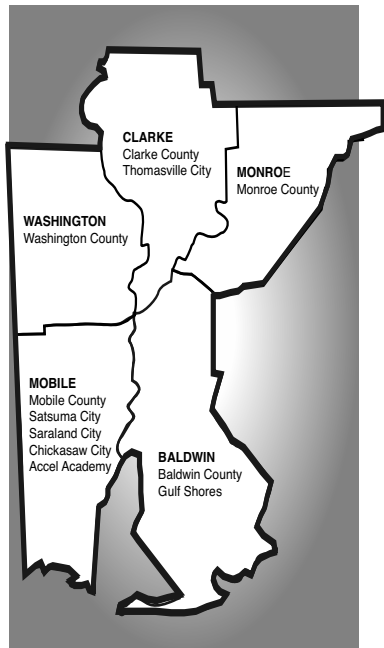 CLARKE
Clarke County
Thomasville City
MONROE
Monroe County
WASHINGTON
Washington County
MOBILE
Mobile County
Satsuma City
Saraland City
Chickasaw City
Accel Academy
BALDWIN
Baldwin County
Gulf Shores